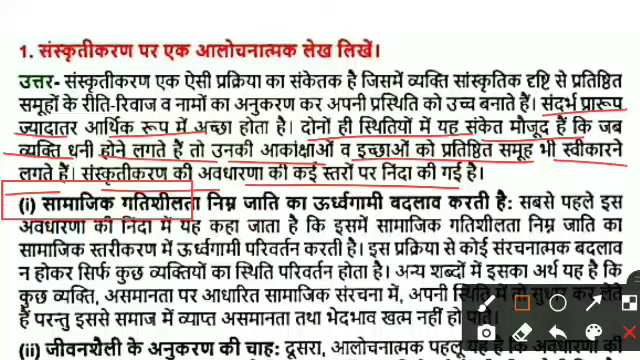 1. संस्कृतीकरण पर एक आलोचनात्मक लेख लिखें।
उत्तर- संस्कृतीकरण एक ऐसी प्रक्रिया का संकेतक है जिसमें व्यक्ति सांस्कृतिक दृष्टि से प्रतिष्ठित
समूहों के रीति-रिवाज व नामों का अनुकरण कर अपनी प्रस्थिति को उच्च बनाते हैं। संदर्भ प्रारूप
ज्यादातर आर्थिक रूप में अच्छा होता है। दोनों ही स्थितियों में यह संकेत मौजूद हैं कि जब
व्यक्ति धनी होने लगते हैं तो उनकी आकांक्षाओं व इच्छाओं को प्रतिष्ठित समूह भी स्वीकारने
लगते हैं। संस्कृतीकरण की अवधारणा की कई स्तरों पर निंदा की गई है।
(i) सामाजिक गतिशीलता निम्न जाति का ऊर्ध्वगामी बदलाव करती है: सबसे पहले इस
अवधारणा की निंदा में यह कहा जाता है कि इसमें सामाजिक गतिशीलता निम्न जाति का
सामाजिक स्तरीकरण में ऊर्ध्वगामी परिवर्तन करती है। इस प्रक्रिया से कोई संरचनात्मक बदलाव
न होकर सिर्फ कुछ व्यक्तियों का स्थिति परिवर्तन होता है। अन्य शब्दों में इसका अर्थ यह है कि
कुछ व्यक्ति, असमानता पर आधारित सामाजिक संरचना में, अपनी स्थिति में तो सुधार कर लेते
हैं परन्तु इससे समाज में व्याप्त असमानता तथा भेदभाव खत्म नहीं हो पाते।
(ii) जीवनशैली के अनुकरण की चाह: दूसरा, आलोचनात्मक पहलू यह है कि अवधारणा की